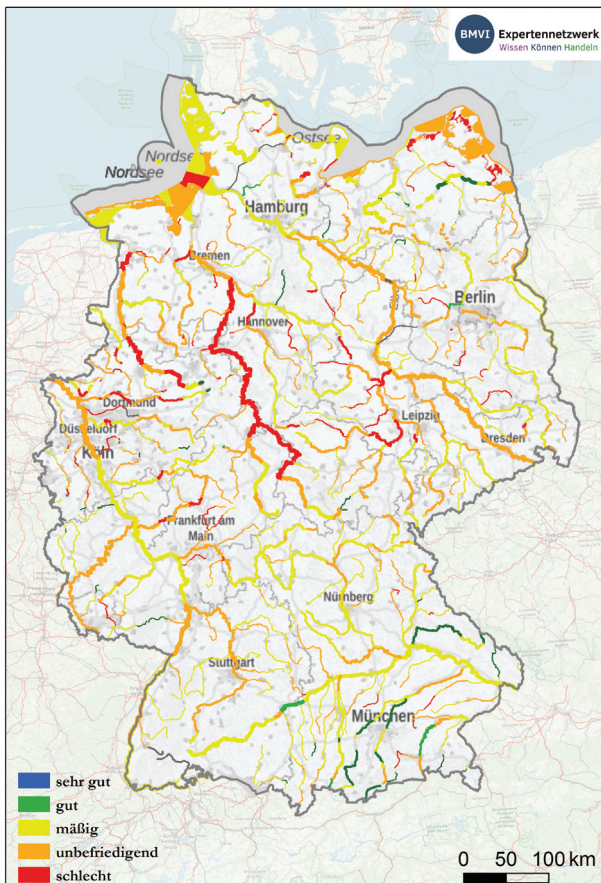 BMVI Expertennetzwerk
Wissen Können Handeln
Nordsee
Nordsee
Ostsee
Hamburg
Bremen
Elbe
Berlin
Hannover
Dortmund
Düsseldorf
Leipzig
Dresden
Köln
Frankfurt am
Main
Nürnberg
Stuttgart
München
sehr gut
gut
mäßig
unbefriedigend
schlecht
0 50 100 km